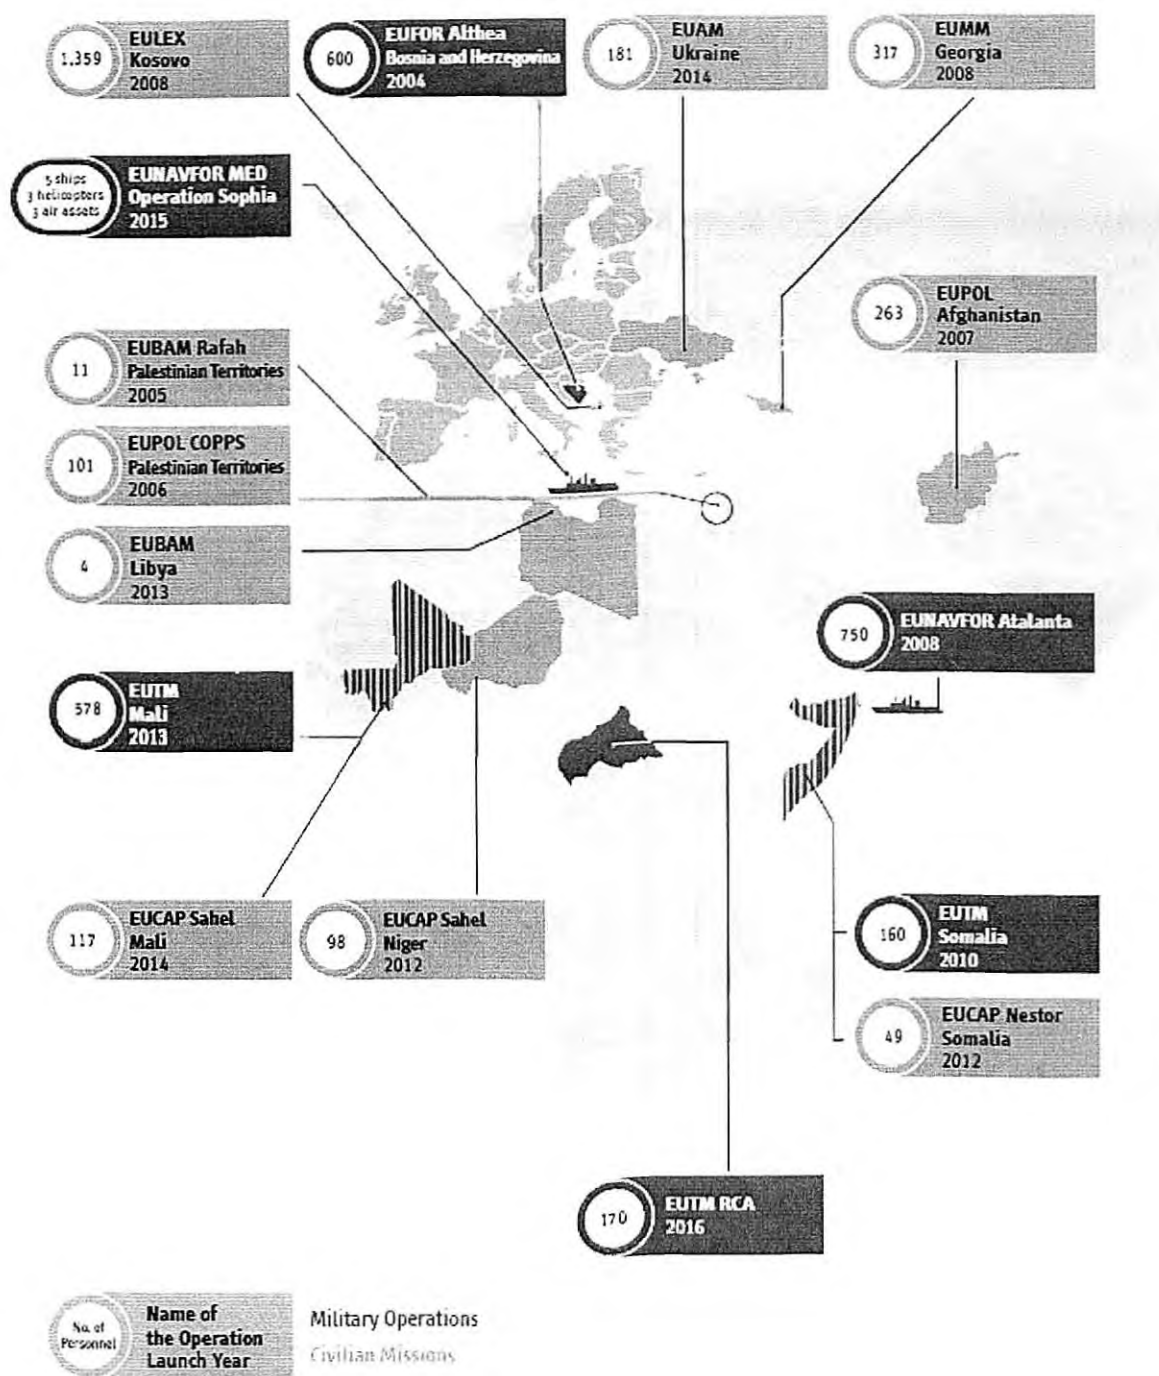 1,359
EULEX
Kosovo
2008
600
EUFOR Althea
Bosnia and Herzegovina
2004
181
EUAM
Ukraine
2014
317
EUMM
Georgia
2008
5 ships
3 helicopters
3 air assets
EUNAVFOR MED
Operation Sophia
2015
263
EUPOL
Afghanistan
2007
11
EUBAM Rafah
Palestinian Territories
2005
101
EUPOL COPPS
Palestinian Territories
2006
4
EUBAM
Libya
2013
750
EUNAVFOR Atalanta
2008
578
EUTM
Mali
2013
117
EUCAP Sahel
Mali
2014
98
EUCAP Sahel
Niger
2012
160
EUTM
Somalia
2010
49
EUCAP Nestor
Somalia
2012
170
EUTM RCA
2016
No. of
Personnel
Name of
the Operation
Launch Year
Military Operations
Civilian Missions